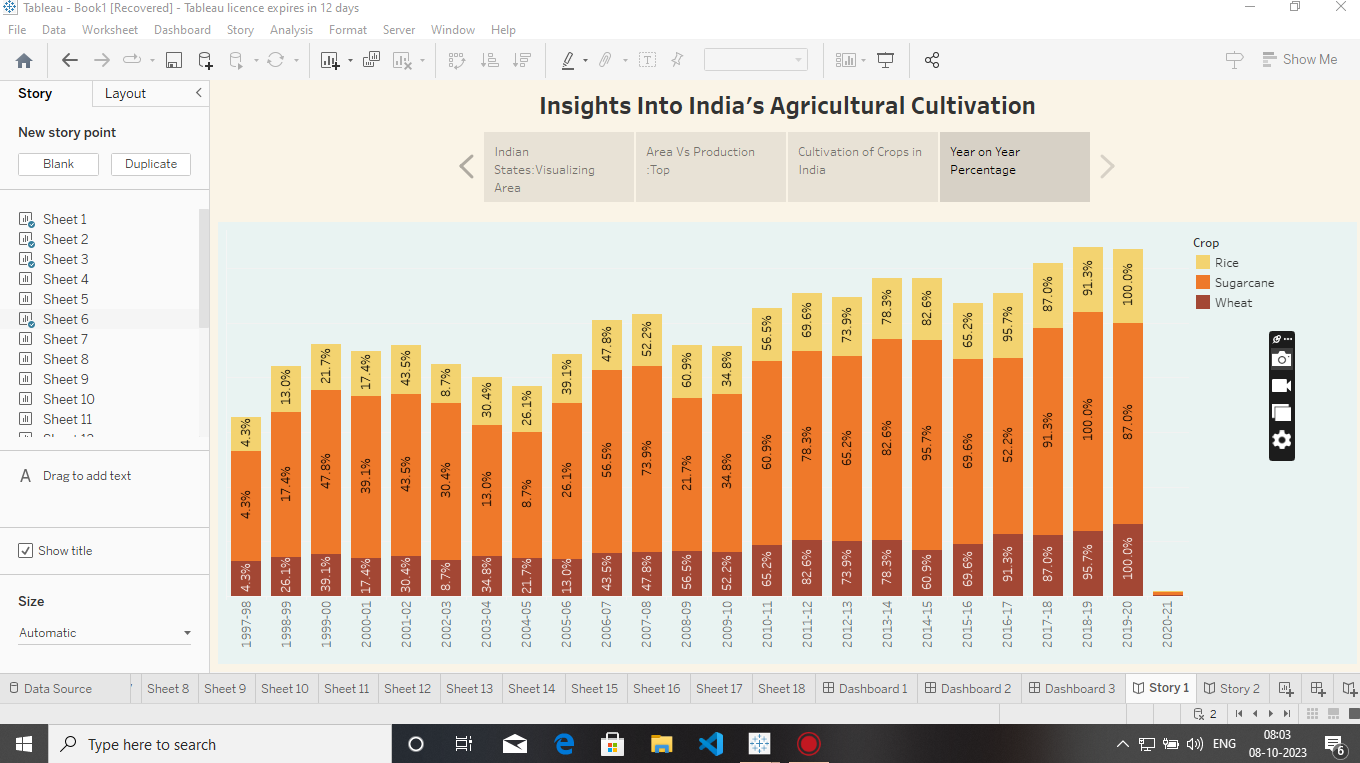 Tableau - Book1 [Recovered] - Tableau licence expires in 12 days
File Data Worksheet Dashboard Story Analysis Format Server Window Help
Show Me
Story Layout
New story point
Blank Duplicate
Sheet 1
Sheet 2
Sheet 3
Sheet 4
Sheet 5
Sheet 6
Sheet 7
Sheet 8
Sheet 9
Sheet 10
Sheet 11
A Drag to add text
Show title
Size
Automatic
Insights Into India's Agricultural Cultivation
Indian
States:Visualizing
Area
Area Vs Production
:Top
Cultivation of Crops in
India
Year on Year
Percentage
4.3% 13.0% 21.7% 17.4% 43.5% 8.7% 30.4% 26.1% 39.1% 47.8% 52.2% 60.9% 34.8% 56.5% 69.6% 73.9% 78.3% 82.6% 65.2% 95.7% 87.0% 91.3% 100.0%
4.3% 17.4% 47.8% 39.1% 43.5% 30.4% 13.0% 8.7% 26.1% 56.5% 73.9% 21.7% 34.8% 60.9% 78.3% 65.2% 82.6% 95.7% 69.6% 52.2% 91.3% 100.0% 87.0%
4.3% 26.1% 39.1% 17.4% 30.4% 8.7% 34.8% 21.7% 13.0% 43.5% 47.8% 56.5% 52.2% 65.2% 82.6% 73.9% 78.3% 60.9% 69.6% 91.3% 87.0% 95.7% 100.0%
1997-98 1998-99 1999-00 2000-01 2001-02 2002-03 2003-04 2004-05 2005-06 2006-07 2007-08 2008-09 2009-10 2010-11 2011-12 2012-13 2013-14 2014-15 2015-16 2016-17 2017-18 2018-19 2019-20 2020-21
Crop
Rice
Sugarcane
Wheat
Data Source Sheet 8 Sheet 9 Sheet 10 Sheet 11 Sheet 12 Sheet 13 Sheet 14 Sheet 15 Sheet 16 Sheet 17 Sheet 18 Dashboard 1 Dashboard 2 Dashboard 3 Story 1 Story 2
2
Type here to search
ENG
08:03
08-10-2023
6